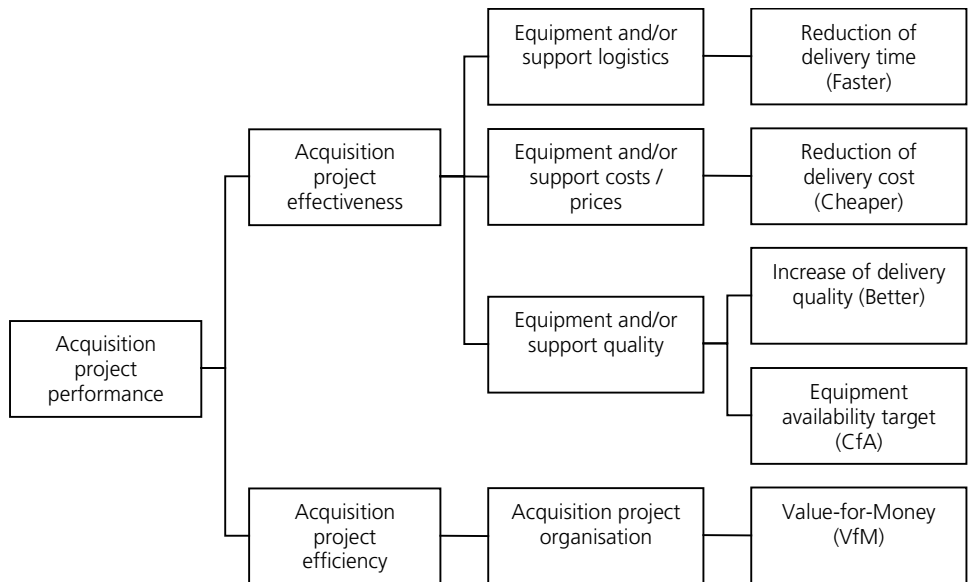 Equipment and/or
support logistics
Reduction of
delivery time
(Faster)
Acquisition
project
effectiveness
Equipment and/or
support costs /
prices
Reduction of
delivery cost
(Cheaper)
Increase of delivery
quality (Better)
Equipment and/or
support quality
Acquisition
project
performance
Equipment
availability target
(CfA)
Acquisition
project
efficiency
Acquisition project
organisation
Value-for-Money
(VfM)